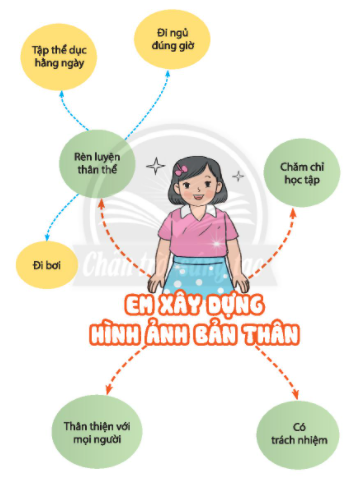 Đi ngủ
đúng giờ
Tập thể dục
hằng ngày
Rèn luyện
thân thể
Chăm chỉ
học tập
Đi bơi
EM XÂY DỰNG
HÌNH ẢNH BẢN THÂN
Thân thiện với
mọi người
Có
trách nhiệm